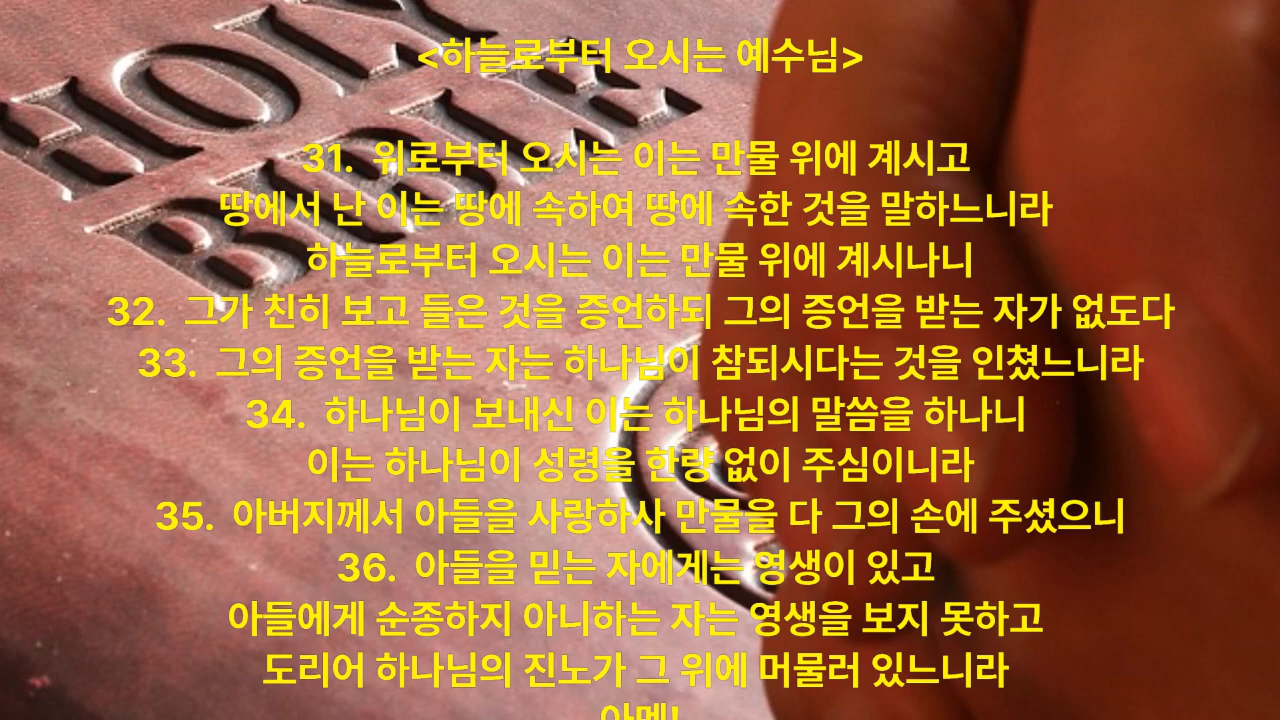 HOLY
BIBLE
<하늘로부터 오시는 예수님>
31. 위로부터 오시는 이는 만물 위에 계시고
땅에서 난 이는 땅에 속하여 땅에 속한 것을 말하느니라
하늘로부터 오시는 이는 만물 위에 계시나니
32. 그가 친히 보고 들은 것을 증언하되 그의 증언을 받는 자가 없도다
33. 그의 증언을 받는 자는 하나님이 참되시다는 것을 인쳤느니라
34. 하나님이 보내신 이는 하나님의 말씀을 하나니
이는 하나님이 성령을 한량 없이 주심이니라
35. 아버지께서 아들을 사랑하사 만물을 다 그의 손에 주셨으니
36. 아들을 믿는 자에게는 영생이 있고
아들에게 순종하지 아니하는 자는 영생을 보지 못하고
도리어 하나님의 진노가 그 위에 머물러 있느니라
아멘!